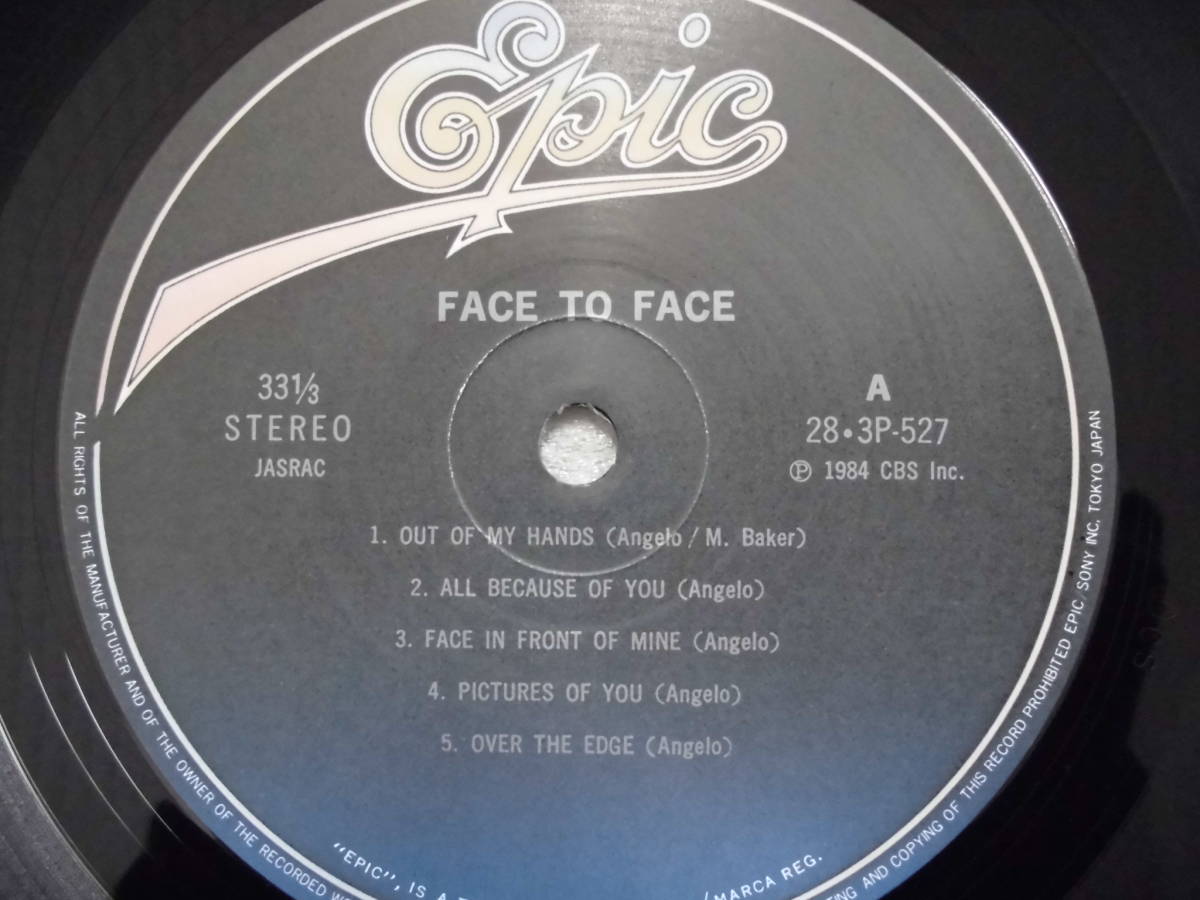 Epic
FACE TO FACE
33 1/3
STEREO
JASRAC
A
28•3P-527
Ⓟ 1984 CBS Inc.
1. OUT OF MY HANDS (Angelo / M. Baker)
2. ALL BECAUSE OF YOU (Angelo)
3. FACE IN FRONT OF MINE (Angelo)
4. PICTURES OF YOU (Angelo)
5. OVER THE EDGE (Angelo)
ALL RIGHTS OF THE MANUFACTURER AND OF THE OWNER OF THE RECORDED
AND COPYING OF THIS RECORD PROHIBITED EPIC/SONY INC. TOKYO JAPAN
"EPIC", IS A
/MARCA REG.